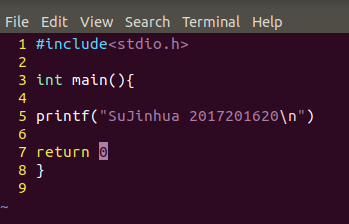 File Edit View Search Terminal Help
1 #include<stdio.h>
2
3 int main(){
4
5 printf("SuJinhua 2017201620\n")
6
7 return 0
8 }
9
~